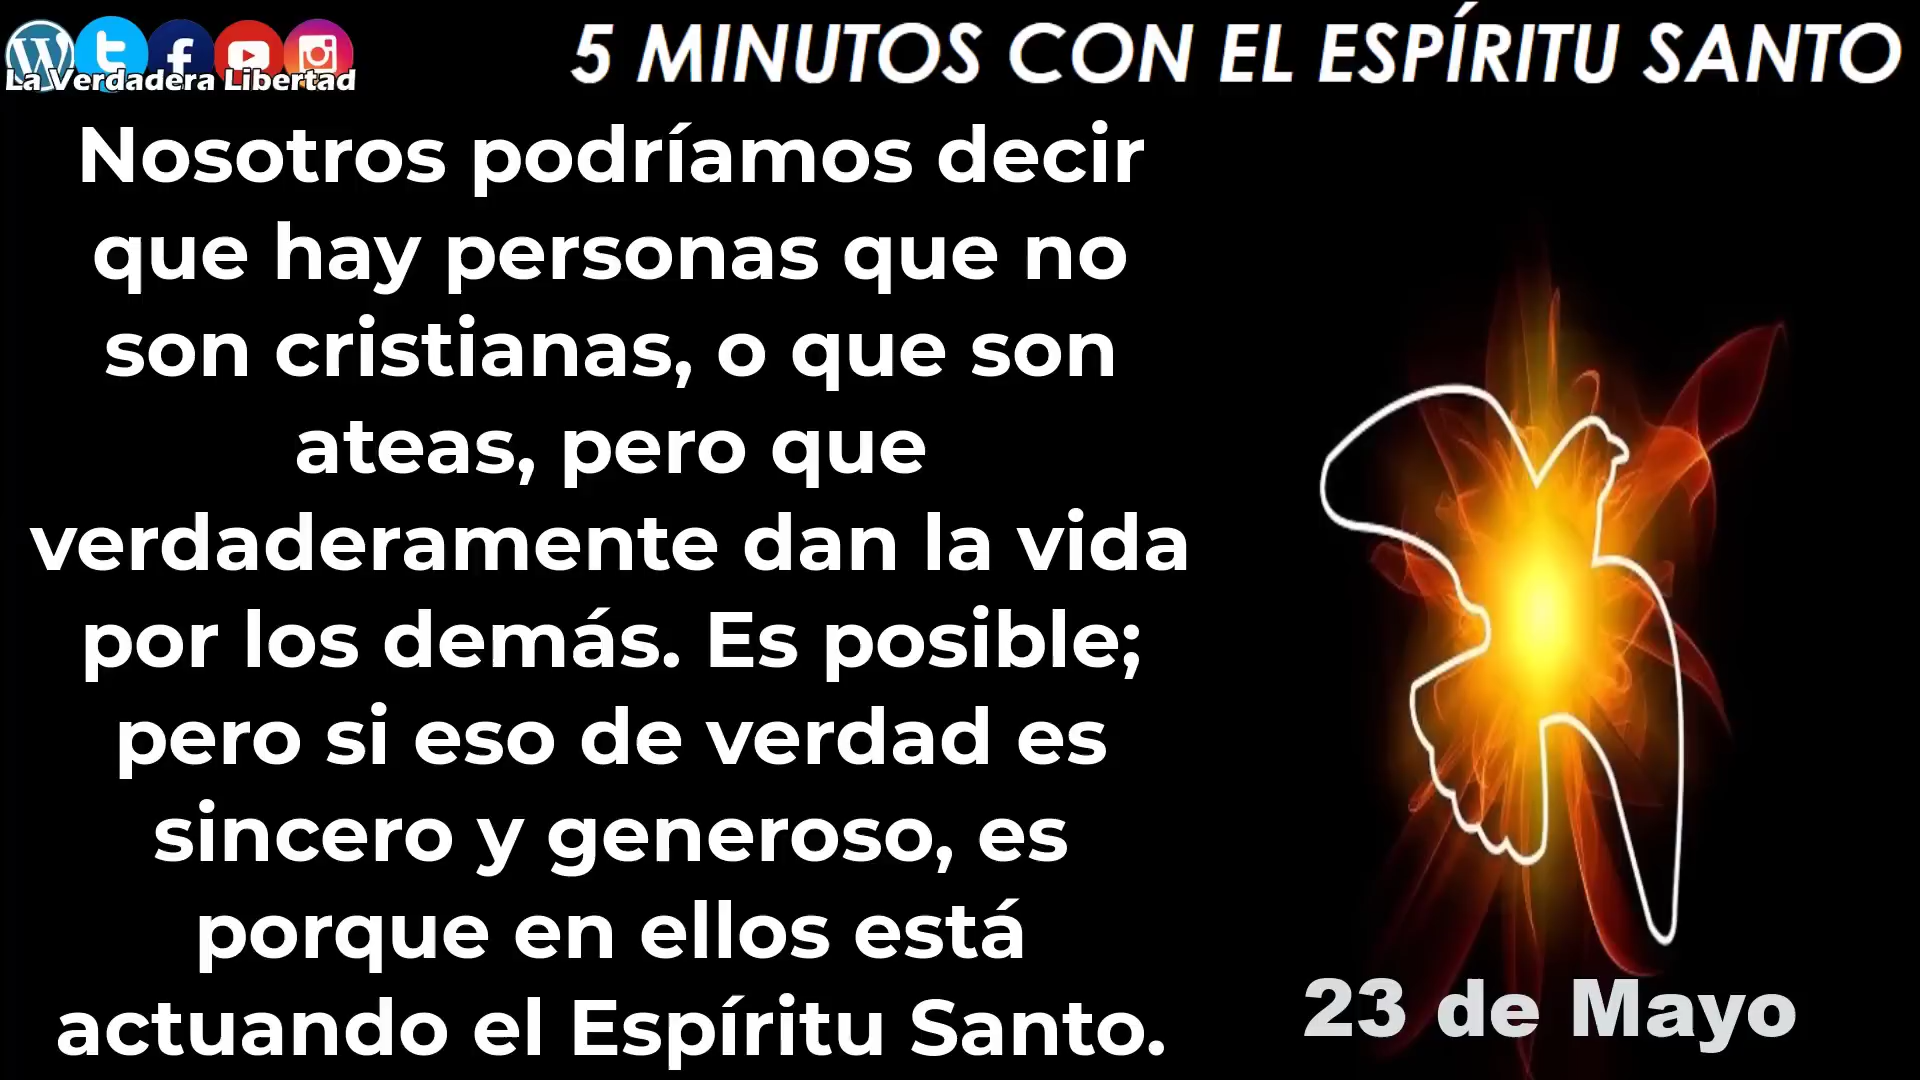 La Verdadera Libertad
5 MINUTOS CON EL ESPÍRITU SANTO
Nosotros podríamos decir
que hay personas que no
son cristianas, o que son
ateas, pero que
verdaderamente dan la vida
por los demás. Es posible;
pero si eso de verdad es
sincero y generoso, es
porque en ellos está
actuando el Espíritu Santo.
23 de Mayo